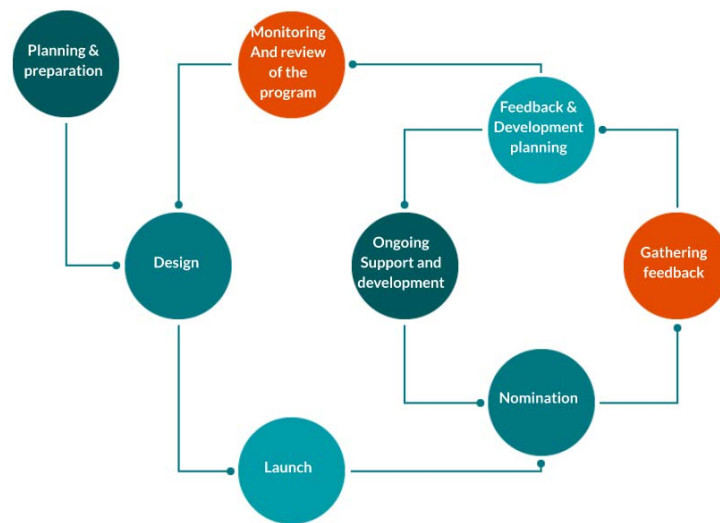 Planning &
preparation
Monitoring
And review
of the
program
Feedback &
Development
planning
Design
Ongoing
Support and
development
Gathering
feedback
Nomination
Launch